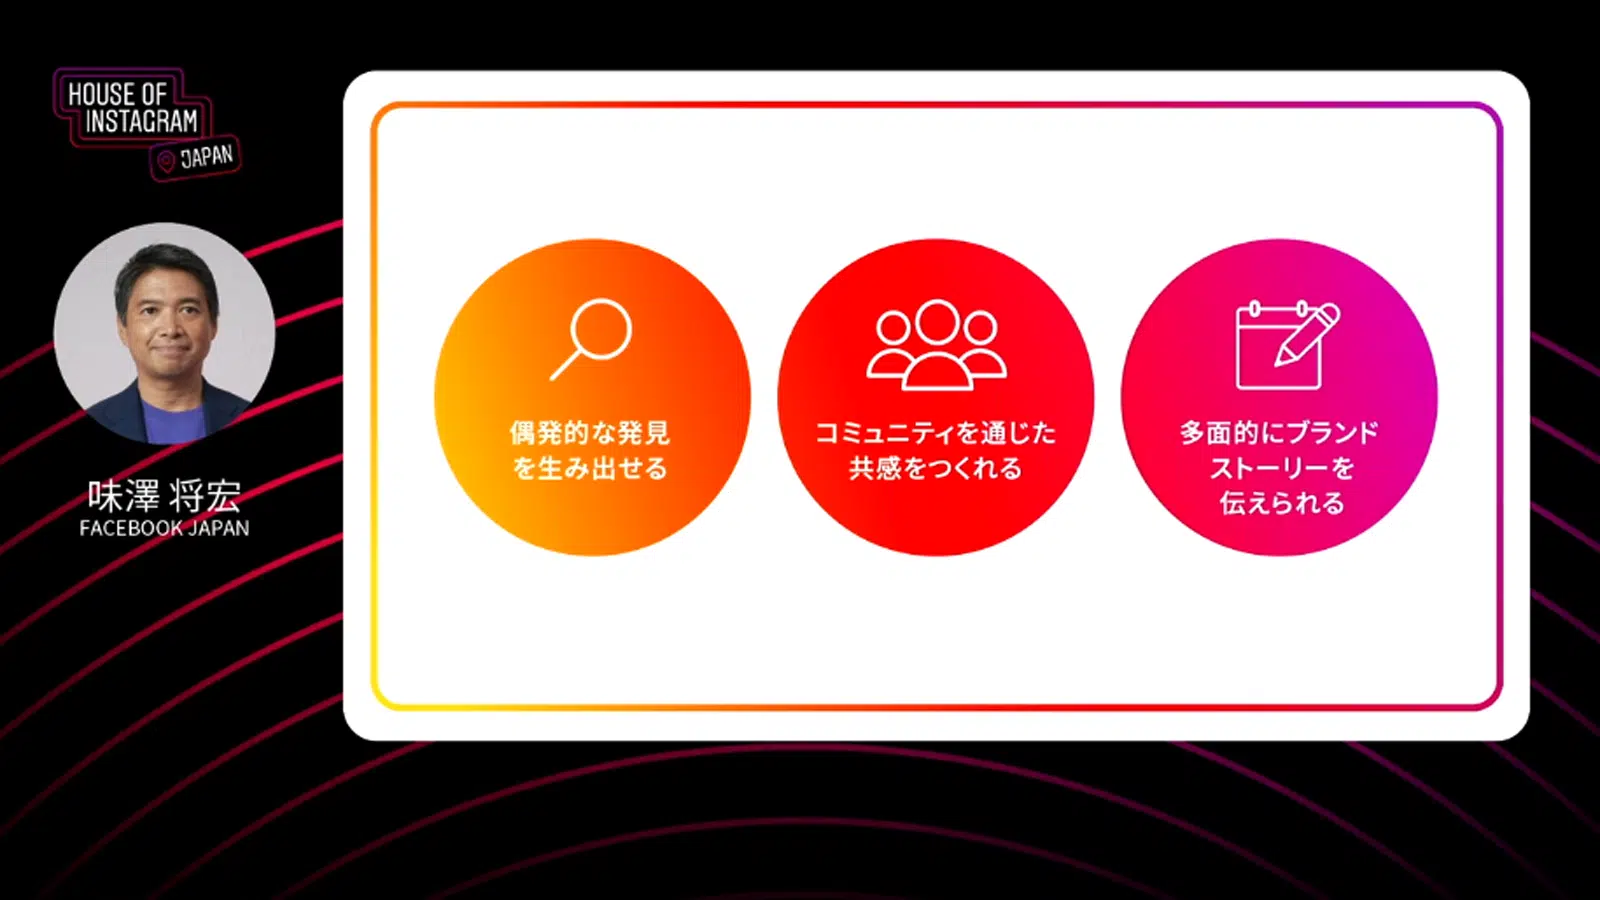 HOUSE OF
INSTAGRAM
JAPAN
味澤 将宏
FACEBOOK JAPAN
偶発的な発見
を生み出せる
コミュニティを通じた
共感をつくれる
多面的にブランド
ストーリーを
伝えられる